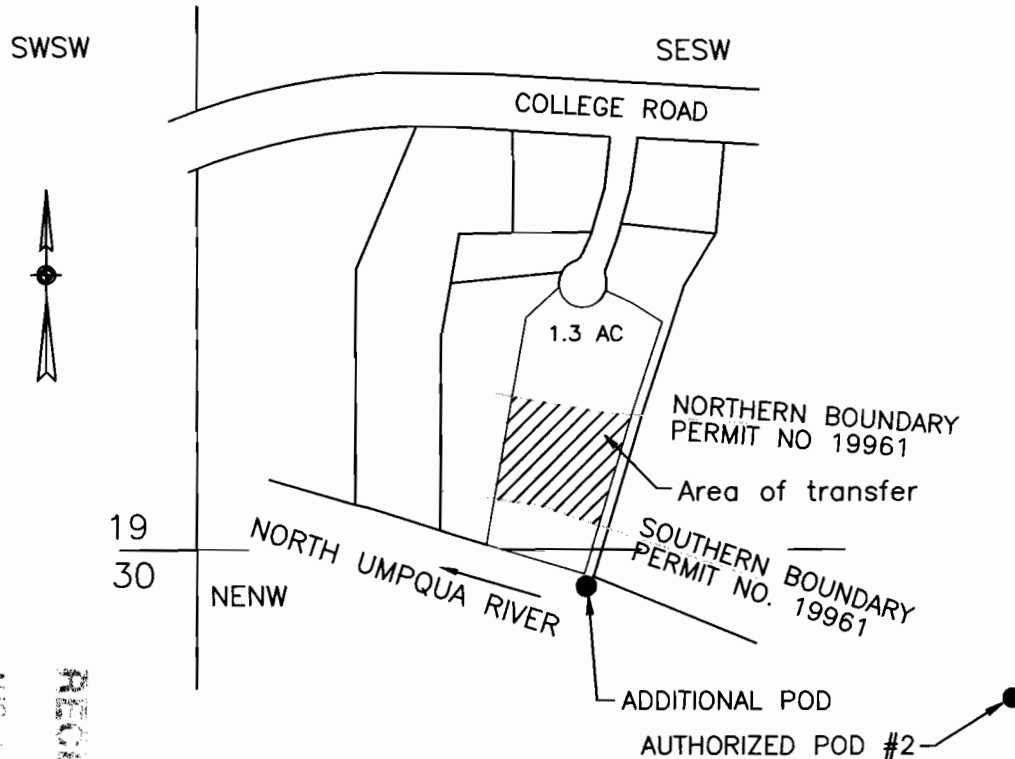 SWSW
SESW
COLLEGE ROAD
1.3 AC
NORTHERN BOUNDARY
PERMIT NO 19961
Area of transfer
SOUTHERN BOUNDARY
PERMIT NO. 19961
19
30
NENW
NORTH UMPQUA RIVER
ADDITIONAL POD
AUTHORIZED POD #2